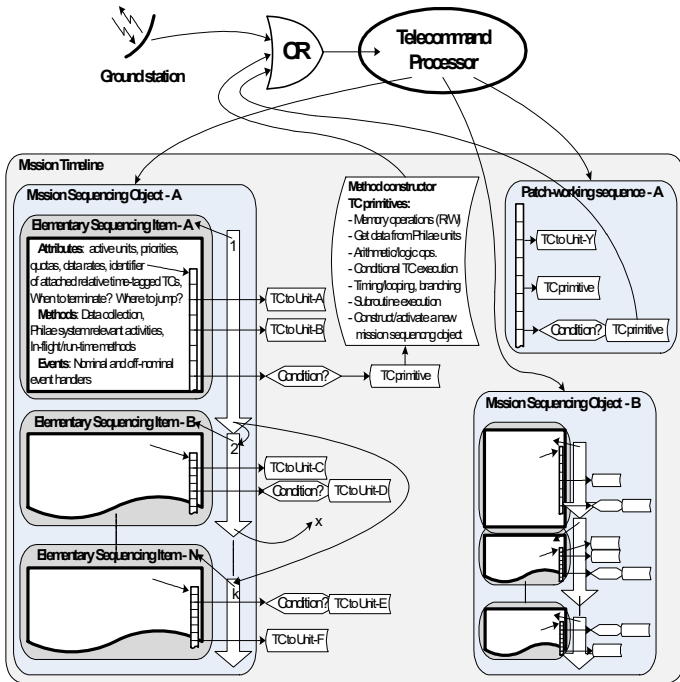 Ground station
OR
Telecommand
Processor
Mission Timeline
Mission Sequencing Object - A
Elementary Sequencing Item - A
Attributes: active units, priorities,
quotas, data rates, identifier
of attached relative time-tagged TCs,
When to terminate? Where to jump?
Methods: Data collection,
Philae system relevant activities,
In-flight/run-time methods
Events: Nominal and off-nominal
event handlers
1
TC to Unit-A
TC to Unit-B
Condition?
TC primitive
Method constructor
TC primitives:
- Memory operations (R/W)
- Get data from Philae units
- Arithmetic/logic ops.
- Conditional TC execution
- Timing/looping, branching
- Subroutine execution
- Construct/activate a new
mission sequencng object
Patch-working sequence - A
TC to Unit-Y
TC primitive
Condition?
TC primitive
Elementary Sequencing Item - B
2
TC to Unit-C
Condition?
TC to Unit-D
x
Elementary Sequencing Item - N
k
Condition?
TC to Unit-E
TC to Unit-F
Mission Sequencing Object - B